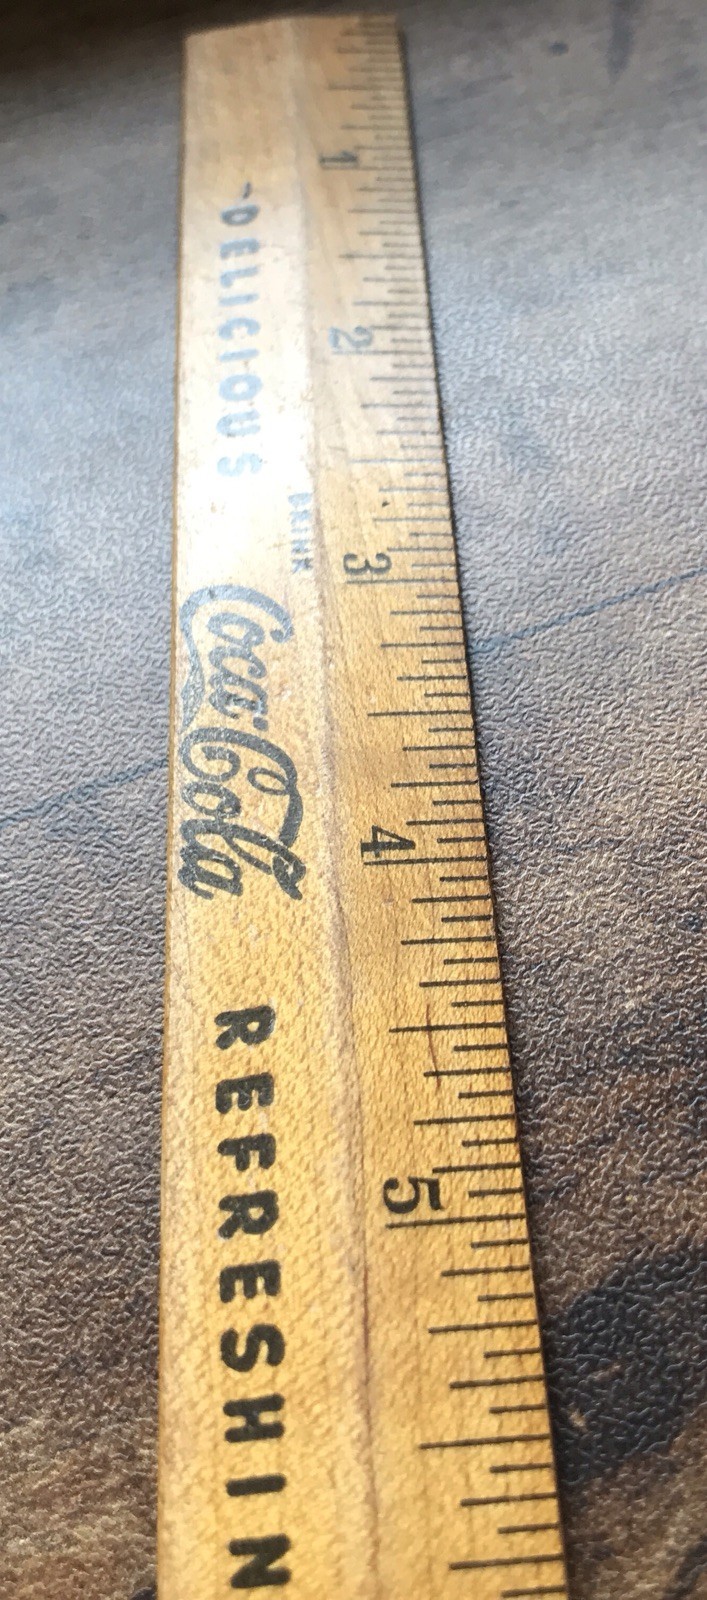 1
2
3
4
5
DELICIOUS
DRINK
Coca-Cola
REFRESHIN